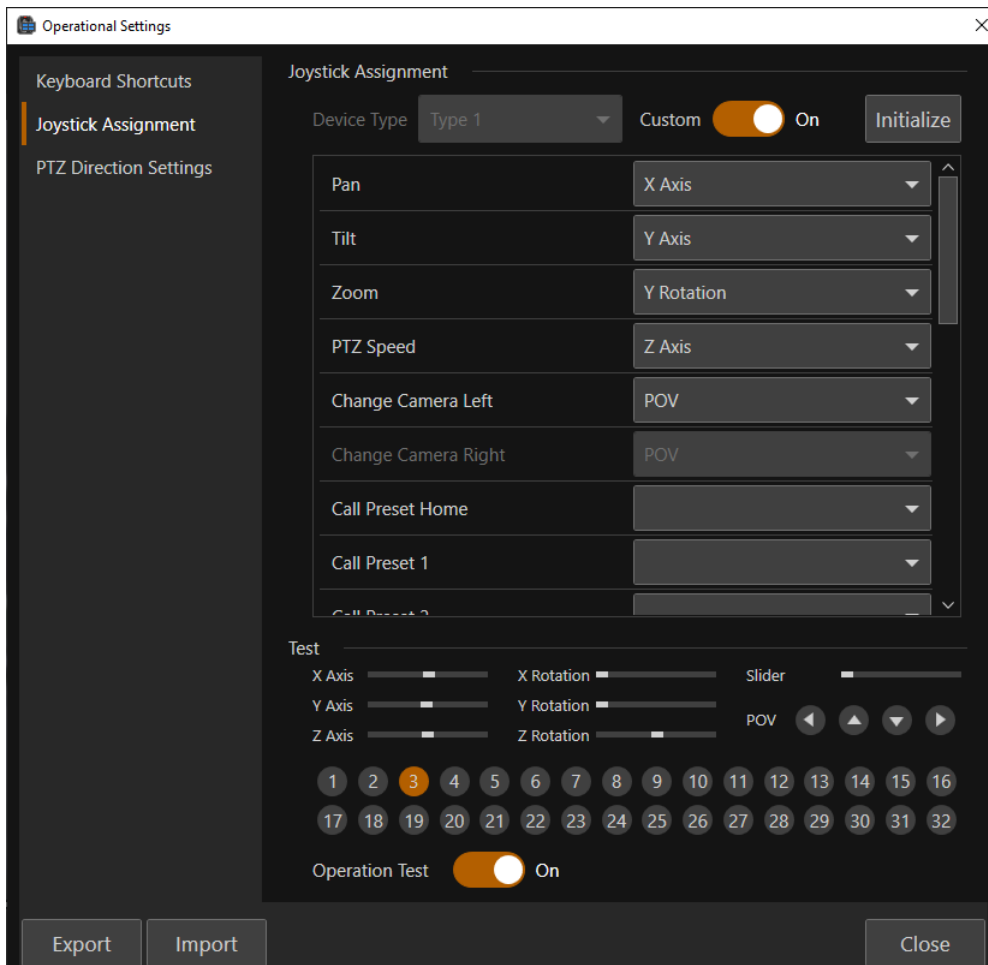 Operational Settings
Keyboard Shortcuts
Joystick Assignment
PTZ Direction Settings
Joystick Assignment
Device Type Type 1 Custom On Initialize
Pan X Axis
Tilt Y Axis
Zoom Y Rotation
PTZ Speed Z Axis
Change Camera Left POV
Change Camera Right POV
Call Preset Home
Call Preset 1
Call Preset 2
Test
X Axis X Rotation Slider
Y Axis Y Rotation
POV
Z Axis Z Rotation
1 2 3 4 5 6 7 8 9 10 11 12 13 14 15 16
17 18 19 20 21 22 23 24 25 26 27 28 29 30 31 32
Operation Test On
Export Import Close